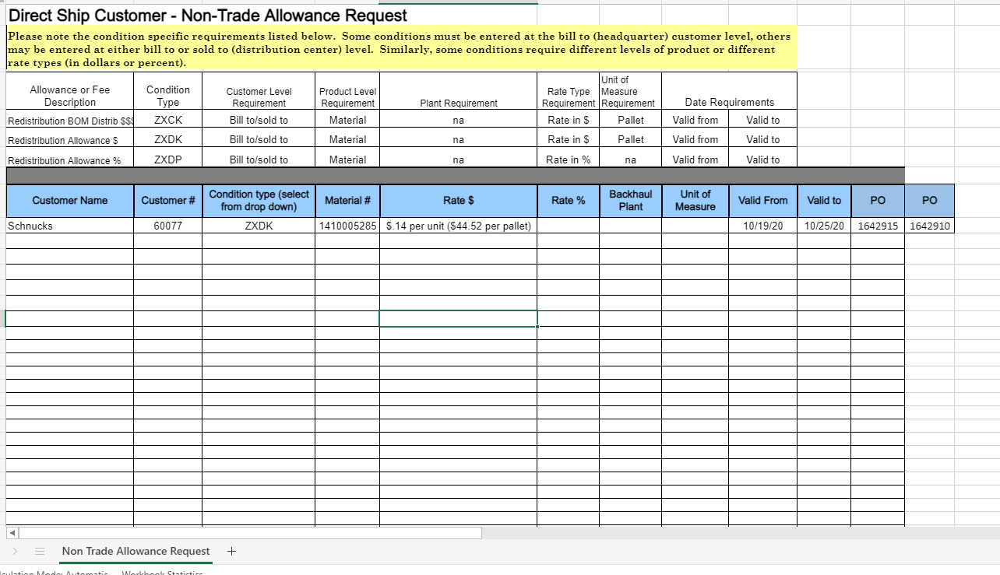 Direct Ship Customer - Non-Trade Allowance Request
Please note the condition specific requirements listed below. Some conditions must be entered at the bill to (headquarter) customer level, others
may be entered at either bill to or sold to (distribution center) level. Similarly, some conditions require different levels of product or different
rate types (in dollars or percent).
Allowance or Fee Description Condition Type Customer Level Requirement Product Level Requirement Plant Requirement Rate Type Requirement Unit of Measure Requirement Date Requirements
Redistribution BOM Distrib $$$ ZXCK Bill to/sold to Material na Rate in $ Pallet Valid from Valid to
Redistribution Allowance $ ZXDK Bill to/sold to Material na Rate in $ Pallet Valid from Valid to
Redistribution Allowance % ZXDP Bill to/sold to Material na Rate in % na Valid from Valid to
Customer Name Customer # Condition type (select from drop down) Material # Rate $ Rate % Backhaul Plant Unit of Measure Valid From Valid to PO PO
Schnucks 60077 ZXDK 1410005285 $.14 per unit ($44.52 per pallet) 10/19/20 10/25/20 1642915 1642910
Non Trade Allowance Request +
Mode: Automatic Workbook Statistics